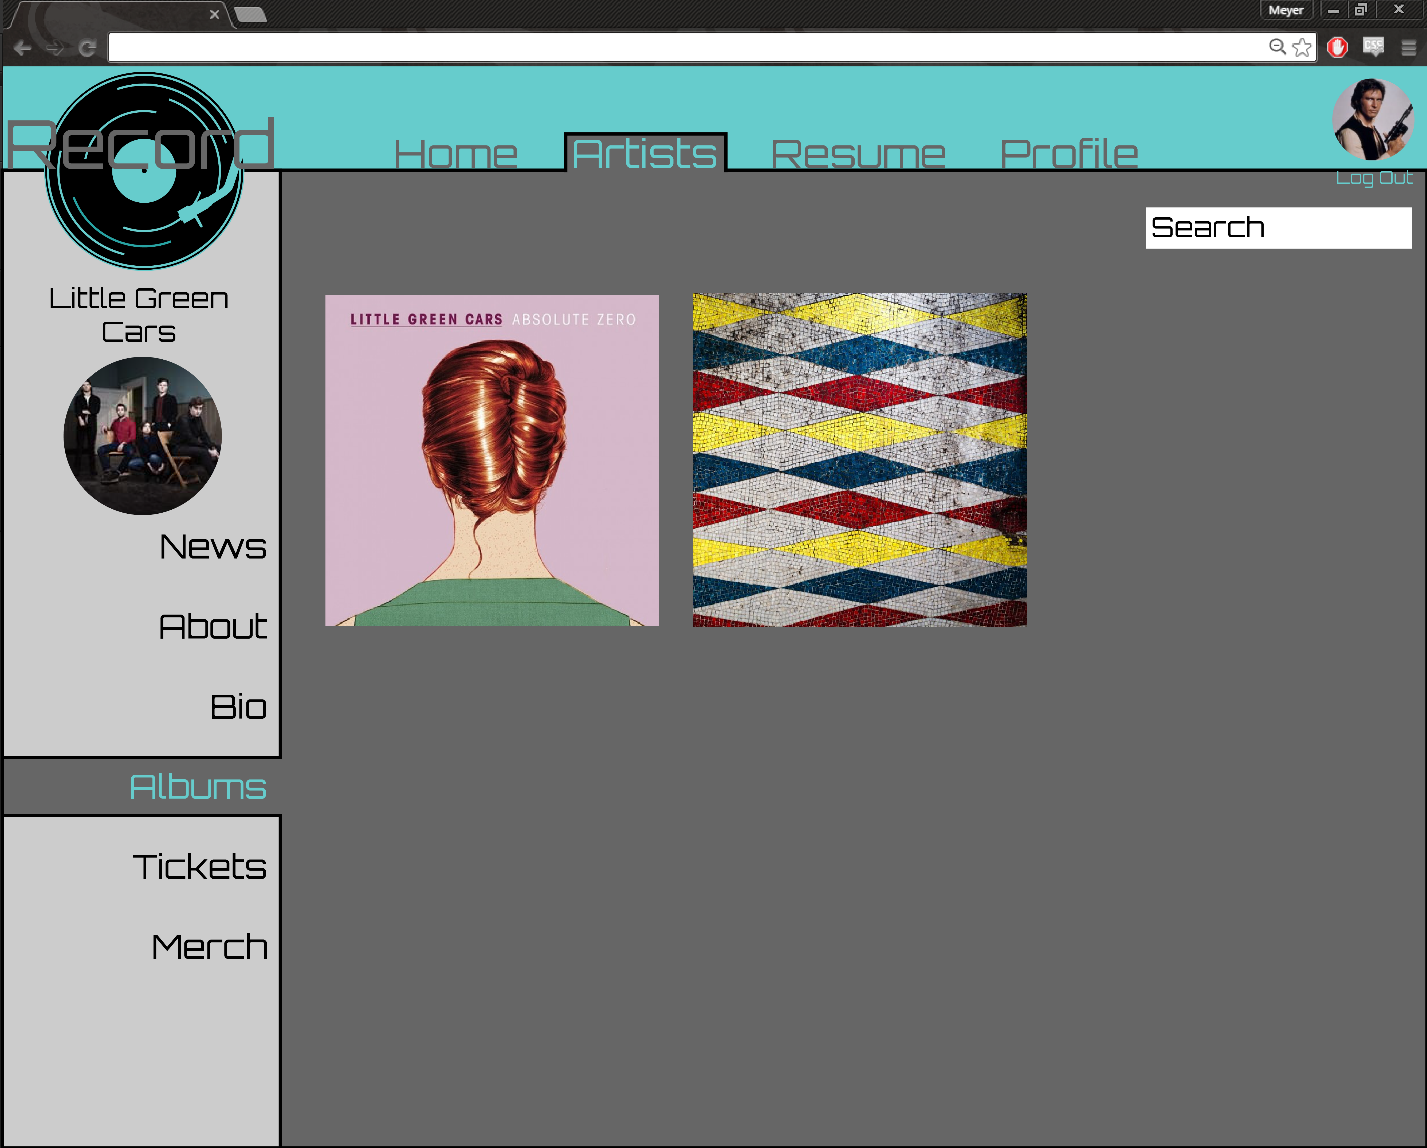 Meyer
CSS
Record
Home
Artists
Resume
Profile
Log Out
Search
Little Green
Cars
LITTLE GREEN CARS ABSOLUTE ZERO
News
About
Bio
Albums
Tickets
Merch